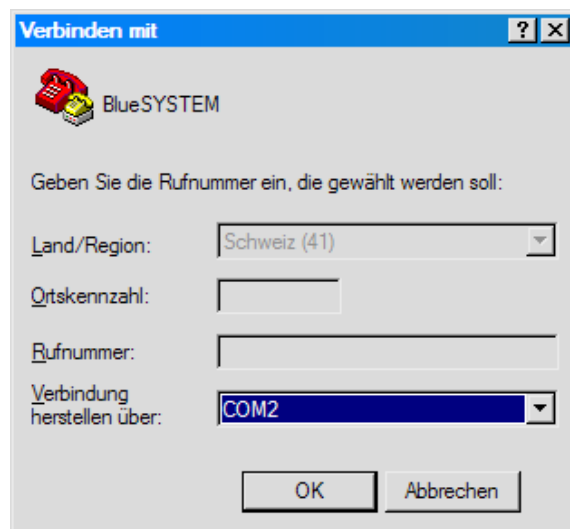 Verbinden mit
BlueSYSTEM
Geben Sie die Rufnummer ein, die gewählt werden soll:
Land/Region: Schweiz (41)
Ortskennzahl:
Rufnummer:
Verbindung
herstellen über: COM2
OK Abbrechen